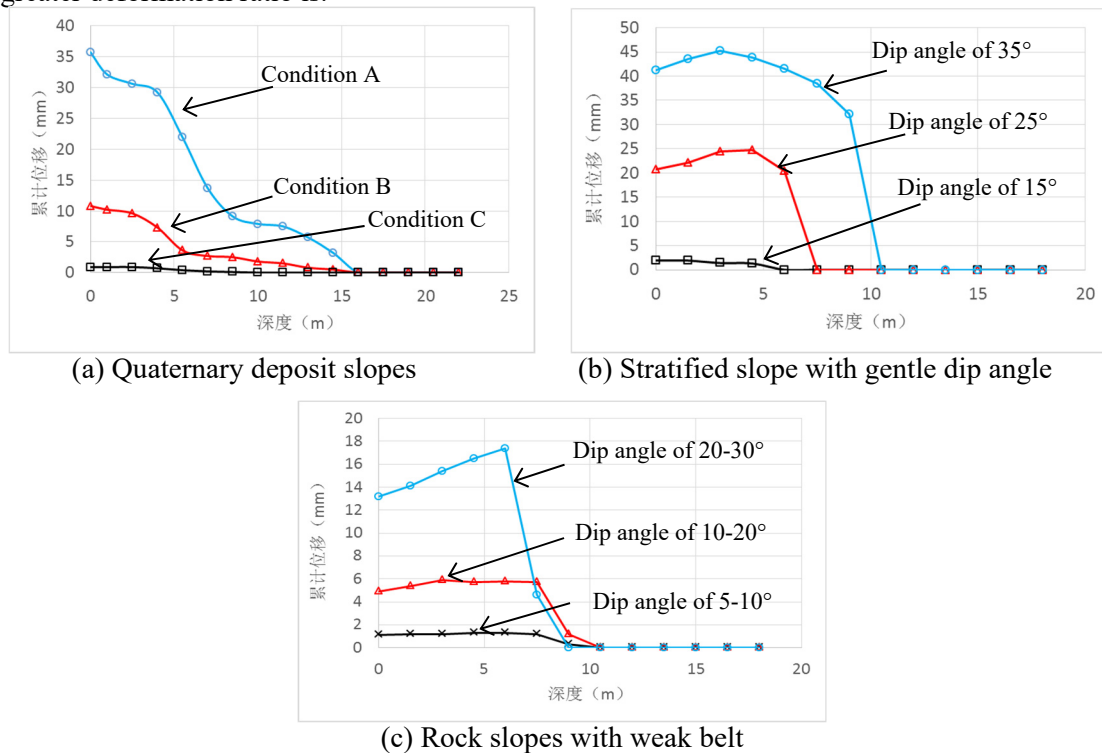 greater deformation ratio is.
40
35
30
25
20
15
10
5
0
累计位移（mm）
0 5 10 15 20 25
深度（m）
Condition A
Condition B
Condition C
(a) Quaternary deposit slopes
50
45
40
35
30
25
20
15
10
5
0
累计位移（mm）
0 5 10 15 20
深度（m）
Dip angle of 35°
Dip angle of 25°
Dip angle of 15°
(b) Stratified slope with gentle dip angle
20
18
16
14
12
10
8
6
4
2
0
累计位移（mm）
0 5 10 15 20
深度（m）
Dip angle of 20-30°
Dip angle of 10-20°
Dip angle of 5-10°
(c) Rock slopes with weak belt